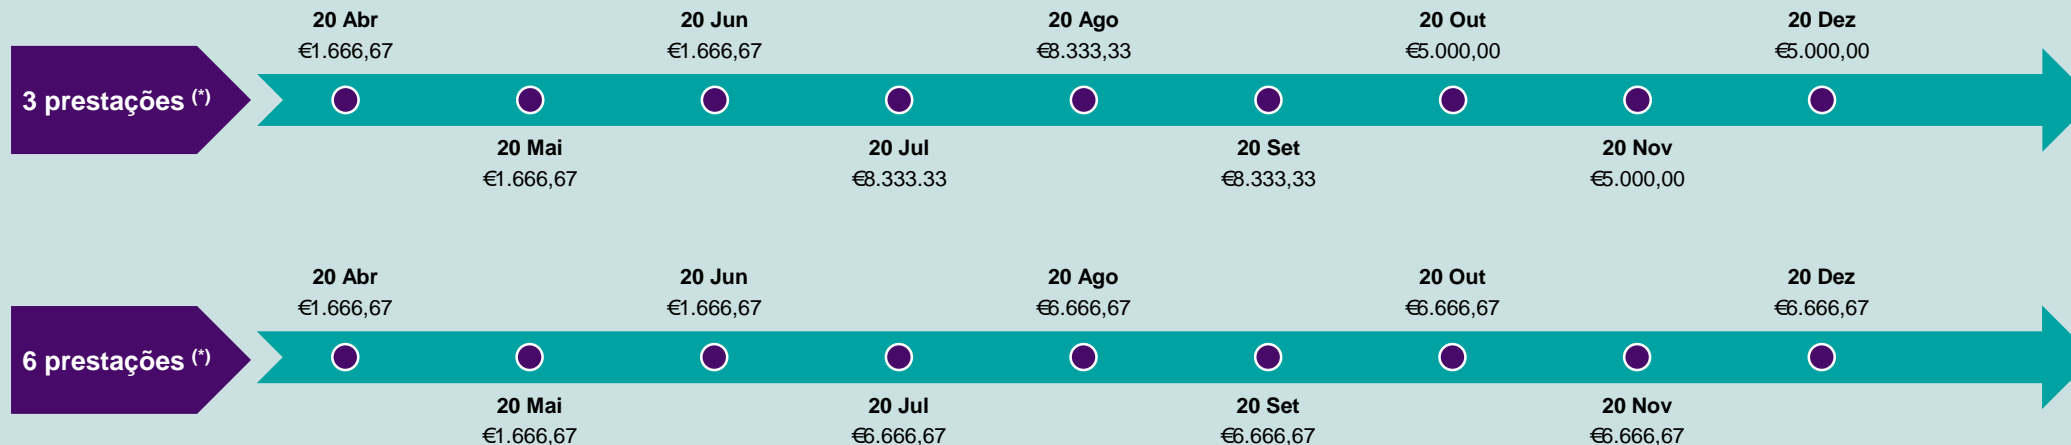 20 Abr
€1.666,67
20 Jun
€1.666,67
20 Ago
€8.333,33
20 Out
€5.000,00
20 Dez
€5.000,00
3 prestações (*)
20 Mai
€1.666,67
20 Jul
€8.333.33
20 Set
€8.333,33
20 Nov
€5.000,00
20 Abr
€1.666,67
20 Jun
€1.666,67
20 Ago
€6.666,67
20 Out
€6.666,67
20 Dez
€6.666,67
6 prestações (*)
20 Mai
€1.666,67
20 Jul
€6.666,67
20 Set
€6.666,67
20 Nov
€6.666,67